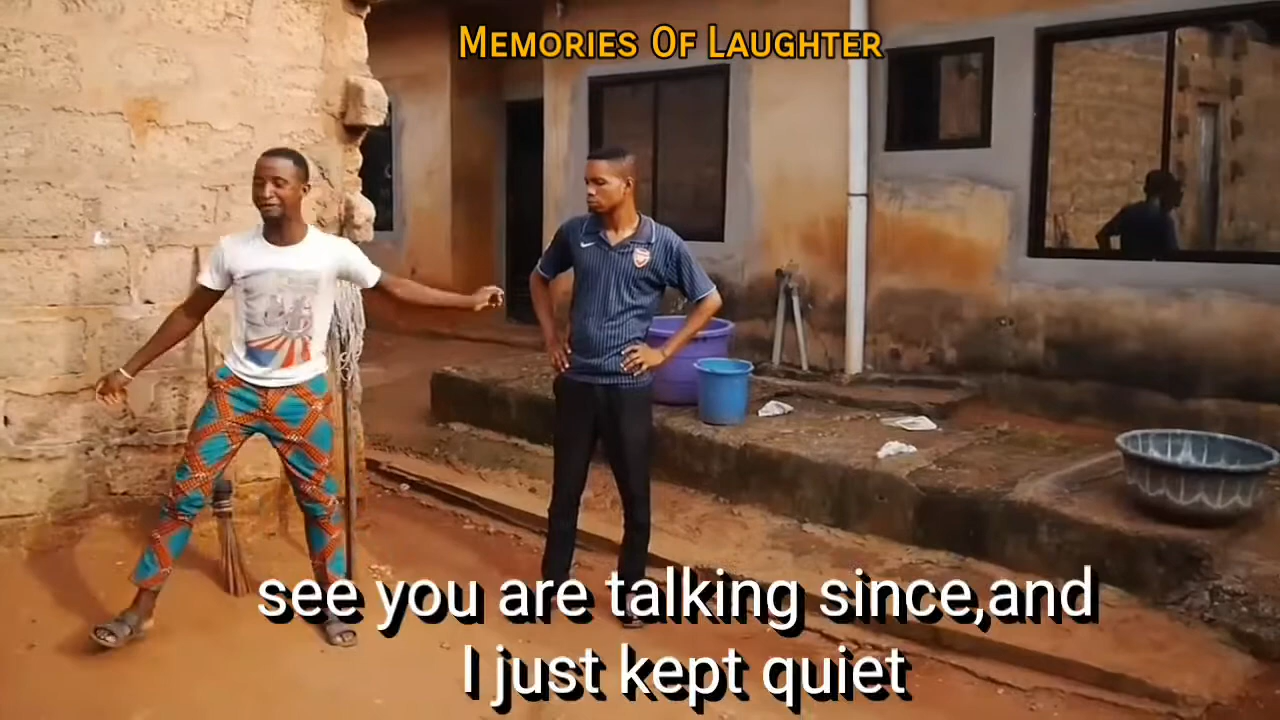 Memories Of Laughter
see you are talking since,and
I just kept quiet